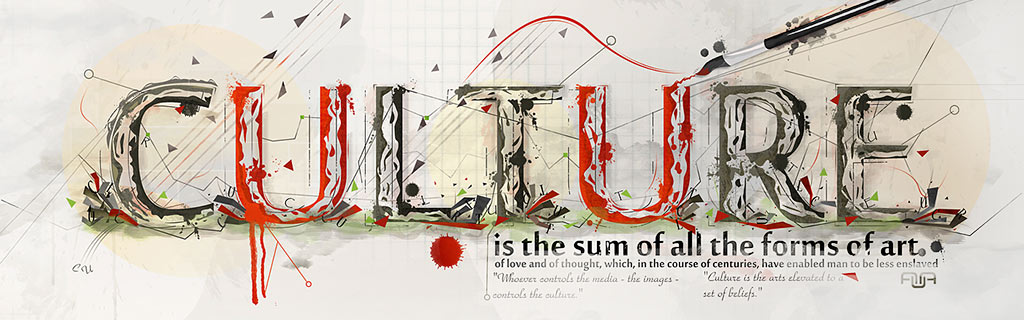 CULTURE
is the sum of all the forms of art,
of love and of thought, which, in the course of centuries, have enabled man to be less enslaved
"Whoever controls the media - the images -
controls the culture."
"Culture is the arts elevated to a
set of beliefs."